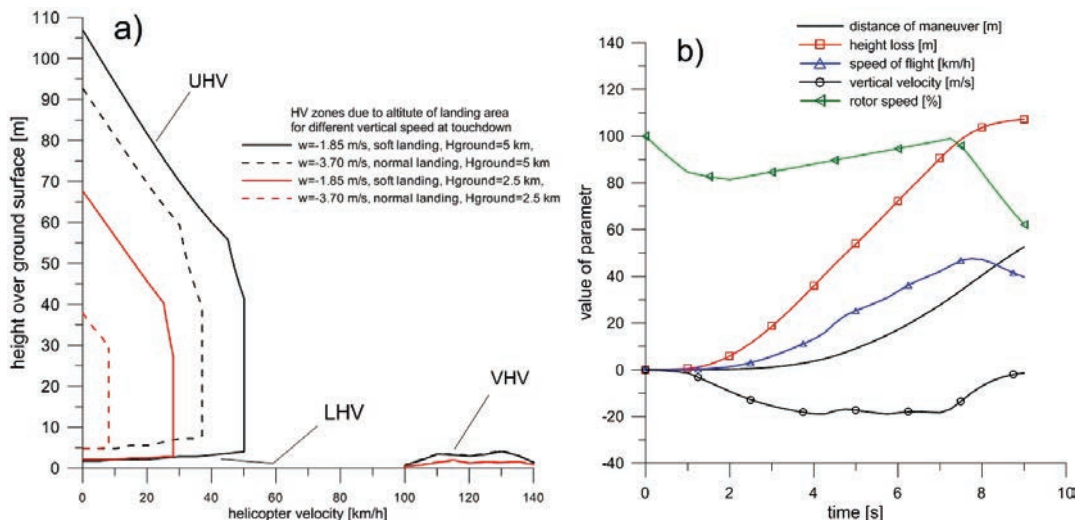 a)
UHV
HV zones due to altitute of landing area
for different vertical speed at touchdown
w=-1.85 m/s, soft landing, Hground=5 km,
w=-3.70 m/s, normal landing, Hground=5 km
w=-1.85 m/s, soft landing, Hground=2.5 km,
w=-3.70 m/s, normal landing, Hground=2.5 km
LHV
VHV
height over ground surface [m]
110
100
90
80
70
60
50
40
30
20
10
5
0
0
20
40
60
80
100
120
140
helicopter velocity [km/h]
b)
distance of maneuver [m]
height loss [m]
speed of flight [km/h]
vertical velocity [m/s]
rotor speed [%]
value of parametr
140
120
100
80
60
40
20
0
-20
-40
0
2
4
6
8
10
time [s]